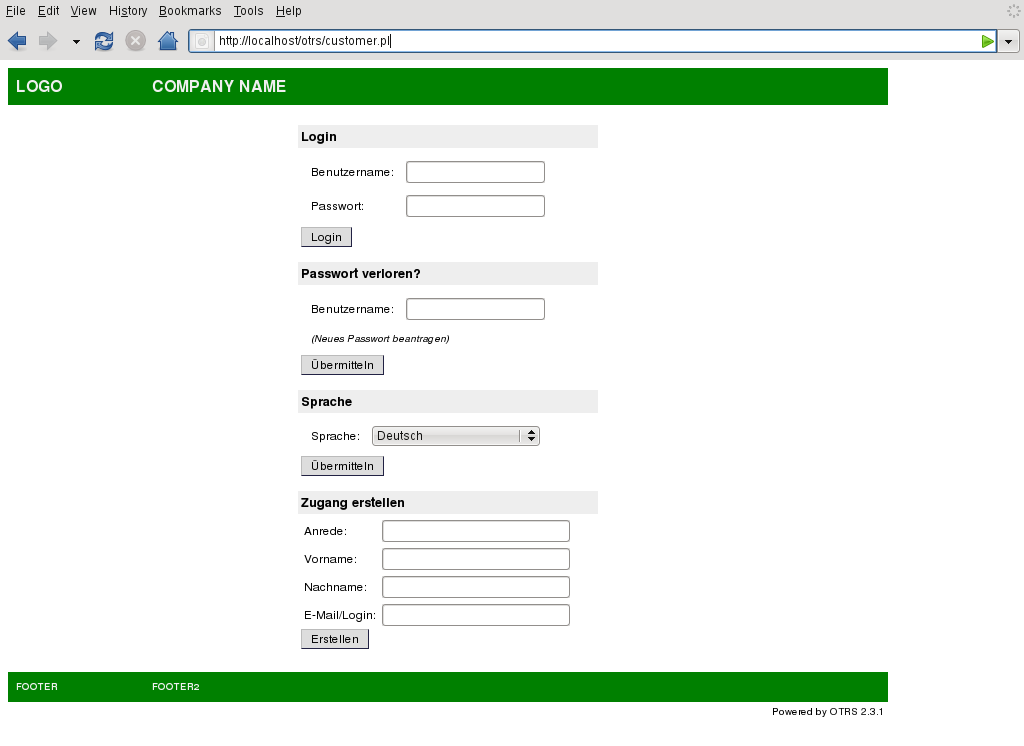 File Edit View History Bookmarks Tools Help
http://localhost/otrs/customer.pl
LOGO COMPANY NAME
Login
Benutzername:
Passwort:
Login
Passwort verloren?
Benutzername:
(Neues Passwort beantragen)
Übermitteln
Sprache
Sprache: Deutsch
Übermitteln
Zugang erstellen
Anrede:
Vorname:
Nachname:
E-Mail/Login:
Erstellen
FOOTER FOOTER2
Powered by OTRS 2.3.1